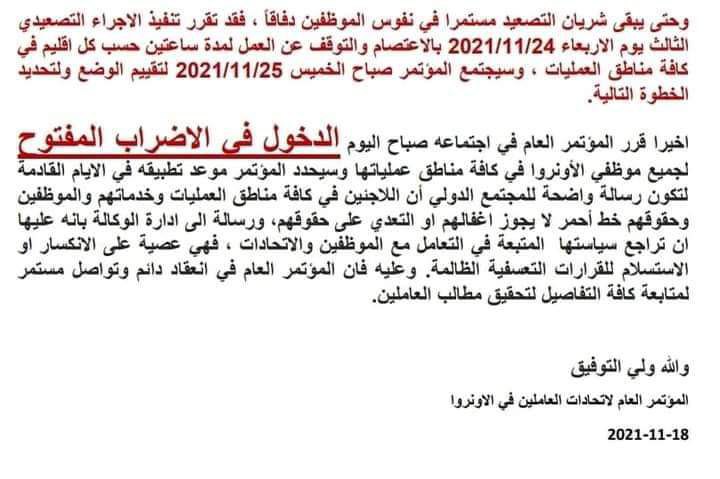 وحتى يبقى شريان التصعيد مستمرا في نفوس الموظفين دفاقاً ، فقد تقرر تنفيذ الاجراء التصعيدي
الثالث يوم الاربعاء 2021/11/24 بالاعتصام والتوقف عن العمل لمدة ساعتين حسب كل اقليم في
كافة مناطق العمليات ، وسيجتمع المؤتمر صباح الخميس 2021/11/25 لتقييم الوضع ولتحديد
الخطوة التالية.
اخيرا قرر المؤتمر العام في اجتماعه صباح اليوم الدخول في الاضراب المفتوح
لجميع موظفي الأونروا في كافة مناطق عملياتها وسيحدد المؤتمر موعد تطبيقه في الايام القادمة
لتكون رسالة واضحة للمجتمع الدولي أن اللاجئين في كافة مناطق العمليات وخدماتهم والموظفين
وحقوقهم خط أحمر لا يجوز اغفالهم او التعدي على حقوقهم، ورسالة الى ادارة الوكالة بانه عليها
ان تراجع سياستها المتبعة في التعامل مع الموظفين والاتحادات ، فهي عصية على الانكسار او
الاستسلام للقرارات التعسفية الظالمة. وعليه فان المؤتمر العام في انعقاد دائم وتواصل مستمر
لمتابعة كافة التفاصيل لتحقيق مطالب العاملين.
والله ولي التوفيق
المؤتمر العام لاتحادات العاملين في الاونروا
2021-11-18